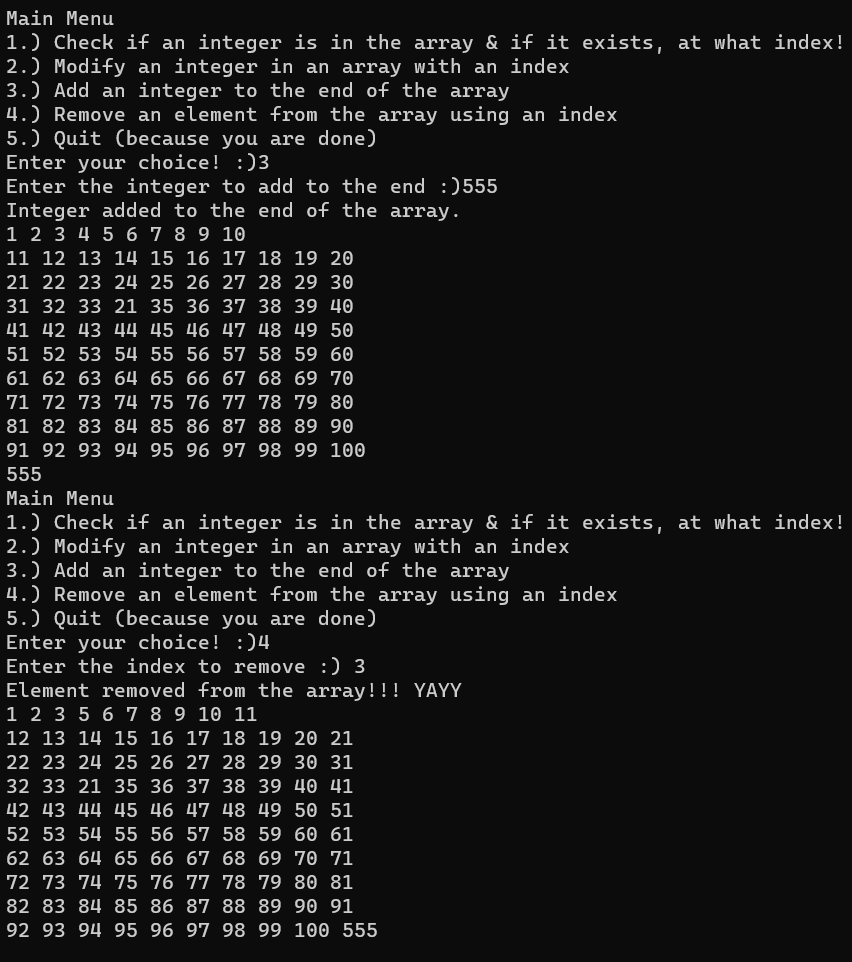 Main Menu
1.) Check if an integer is in the array & if it exists, at what index!
2.) Modify an integer in an array with an index
3.) Add an integer to the end of the array
4.) Remove an element from the array using an index
5.) Quit (because you are done)
Enter your choice! :)3
Enter the integer to add to the end :)555
Integer added to the end of the array.
1 2 3 4 5 6 7 8 9 10
11 12 13 14 15 16 17 18 19 20
21 22 23 24 25 26 27 28 29 30
31 32 33 21 35 36 37 38 39 40
41 42 43 44 45 46 47 48 49 50
51 52 53 54 55 56 57 58 59 60
61 62 63 64 65 66 67 68 69 70
71 72 73 74 75 76 77 78 79 80
81 82 83 84 85 86 87 88 89 90
91 92 93 94 95 96 97 98 99 100
555
Main Menu
1.) Check if an integer is in the array & if it exists, at what index!
2.) Modify an integer in an array with an index
3.) Add an integer to the end of the array
4.) Remove an element from the array using an index
5.) Quit (because you are done)
Enter your choice! :)4
Enter the index to remove :) 3
Element removed from the array!!! YAYY
1 2 3 5 6 7 8 9 10 11
12 13 14 15 16 17 18 19 20 21
22 23 24 25 26 27 28 29 30 31
32 33 21 35 36 37 38 39 40 41
42 43 44 45 46 47 48 49 50 51
52 53 54 55 56 57 58 59 60 61
62 63 64 65 66 67 68 69 70 71
72 73 74 75 76 77 78 79 80 81
82 83 84 85 86 87 88 89 90 91
92 93 94 95 96 97 98 99 100 555